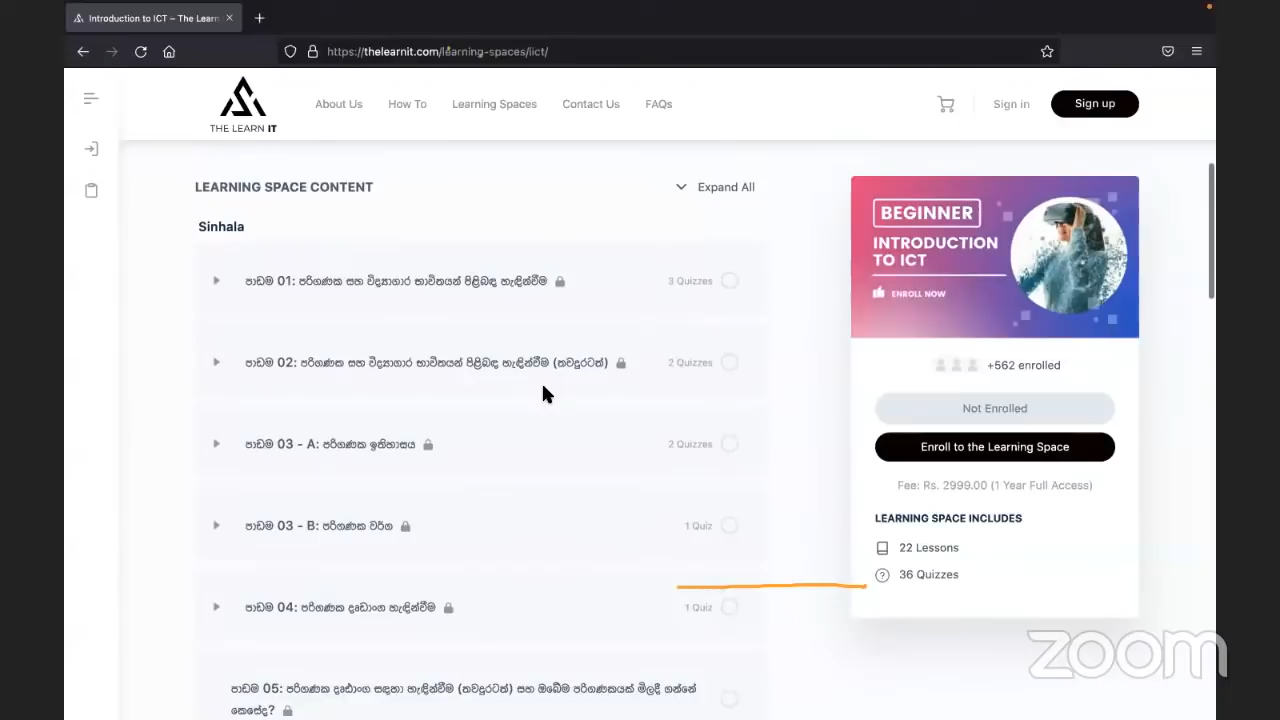 Introduction to ICT – The Learn
https://thelearnit.com/learning-spaces/iict/
THE LEARN IT
About Us
How To
Learning Spaces
Contact Us
FAQs
Sign in
Sign up
LEARNING SPACE CONTENT
Expand All
Sinhala
පාඩම 01: පරිගණක සහ විද්‍යාගාර භාවිතයන් පිළිබඳ හැඳින්වීම
3 Quizzes
පාඩම 02: පරිගණක සහ විද්‍යාගාර භාවිතයන් පිළිබඳ හැඳින්වීම (තවදුරටත්)
2 Quizzes
පාඩම 03 - A: පරිගණක ඉතිහාසය
2 Quizzes
පාඩම 03 - B: පරිගණක වර්ග
1 Quiz
පාඩම 04: පරිගණක දෘඩාංග හැඳින්වීම
1 Quiz
පාඩම 05: පරිගණක දෘඪාංග සඳහා හැඳින්වීම (තවදුරටත්) සහ ඔබේම පරිගණකයක් මිලදී ගන්නේ
කෙසේද?
BEGINNER
INTRODUCTION
TO ICT
ENROLL NOW
+562 enrolled
Not Enrolled
Enroll to the Learning Space
Fee: Rs. 2999.00 (1 Year Full Access)
LEARNING SPACE INCLUDES
22 Lessons
36 Quizzes
zoom